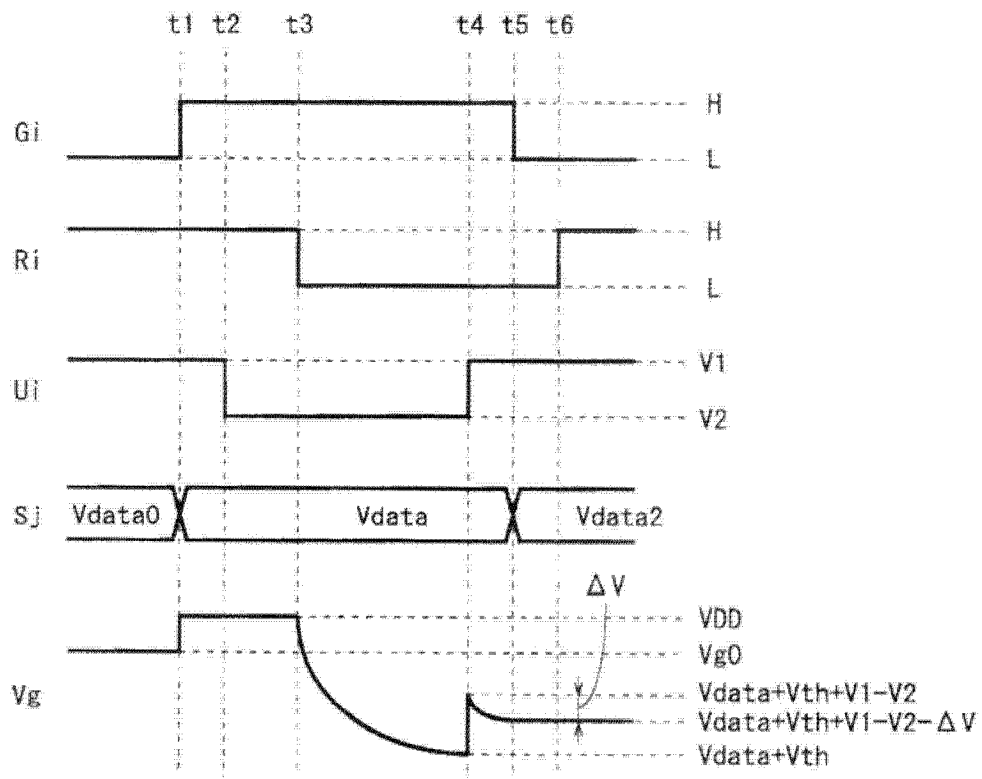 t1 t2 t3 t4 t5 t6
Gi
H
L
Ri
H
L
Ui
V1
V2
Sj
Vdata0 Vdata Vdata2
ΔV
Vg
VDD
Vg0
Vdata+Vth+V1-V2
Vdata+Vth+V1-V2-ΔV
Vdata+Vth